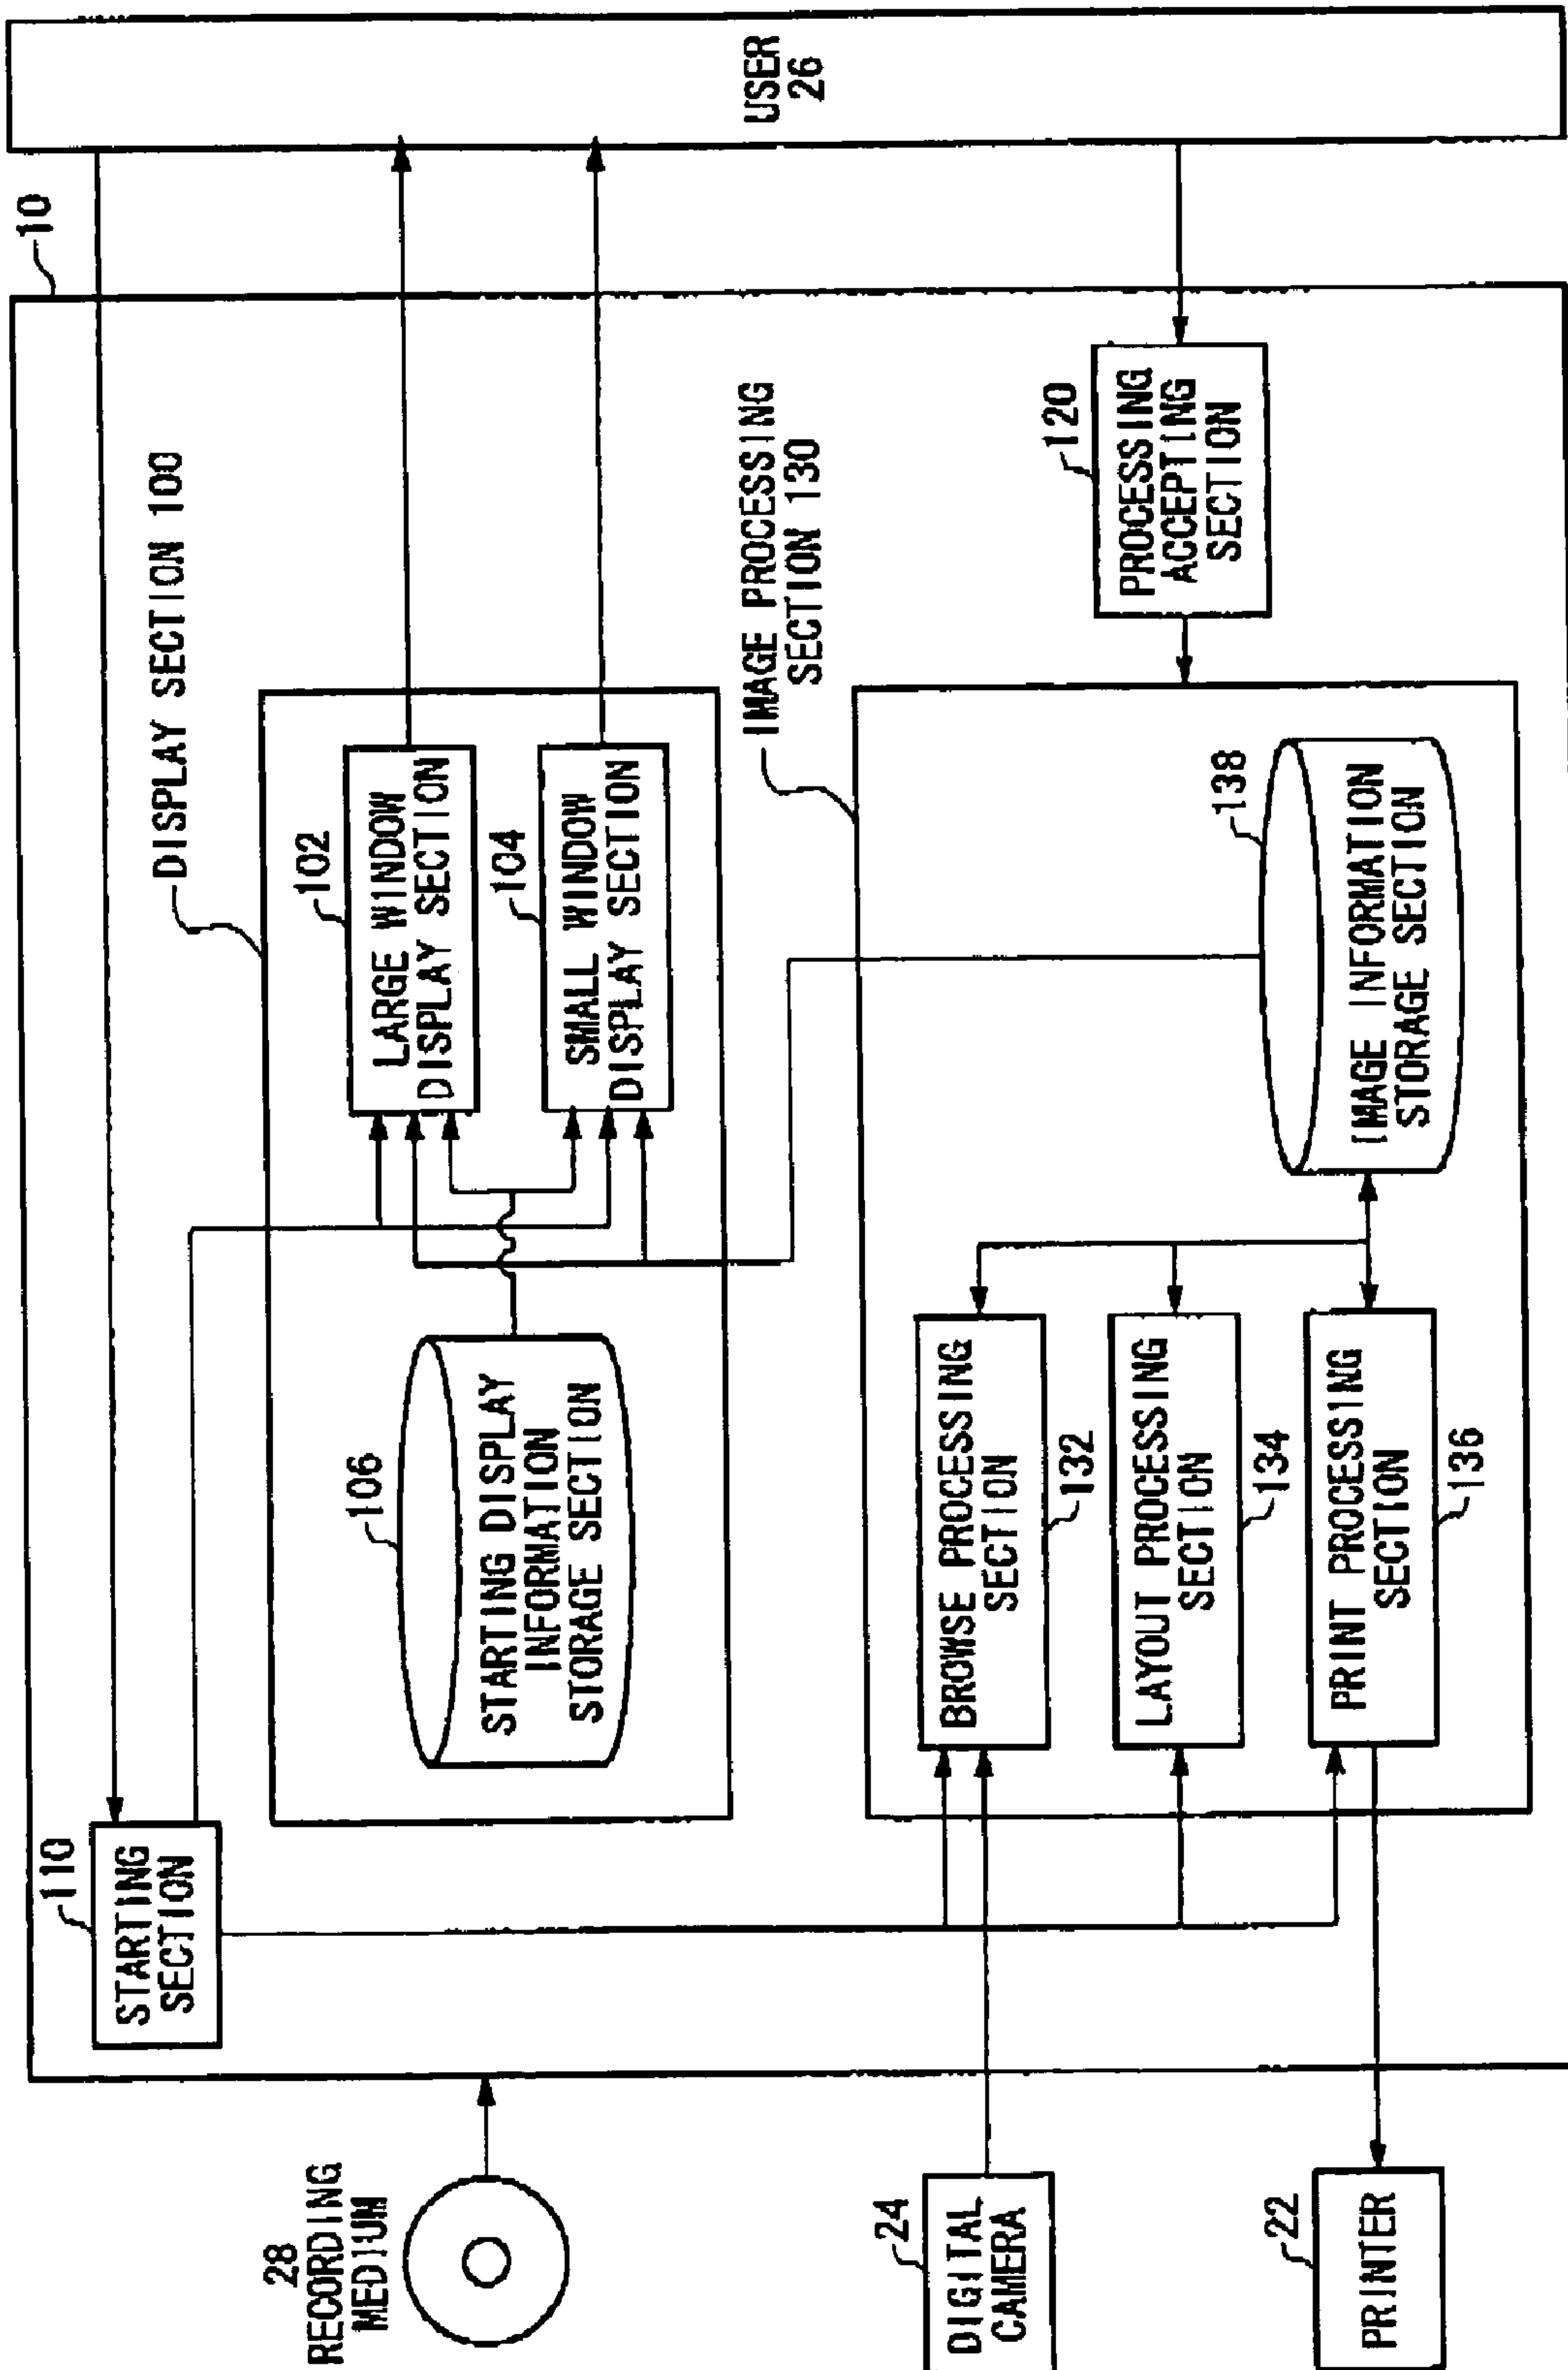 28
RECORDING
MEDIUM
24
DIGITAL
CAMERA
22
PRINTER
10
110
STARTING
SECTION
DISPLAY SECTION 100
106
STARTING DISPLAY
INFORMATION
STORAGE SECTION
102
LARGE WINDOW
DISPLAY SECTION
104
SMALL WINDOW
DISPLAY SECTION
IMAGE PROCESSING
SECTION 130
BROWSE PROCESSING
SECTION
132
LAYOUT PROCESSING
SECTION
134
PRINT PROCESSING
SECTION
136
138
IMAGE INFORMATION
STORAGE SECTION
120
PROCESSING
ACCEPTING
SECTION
USER
26